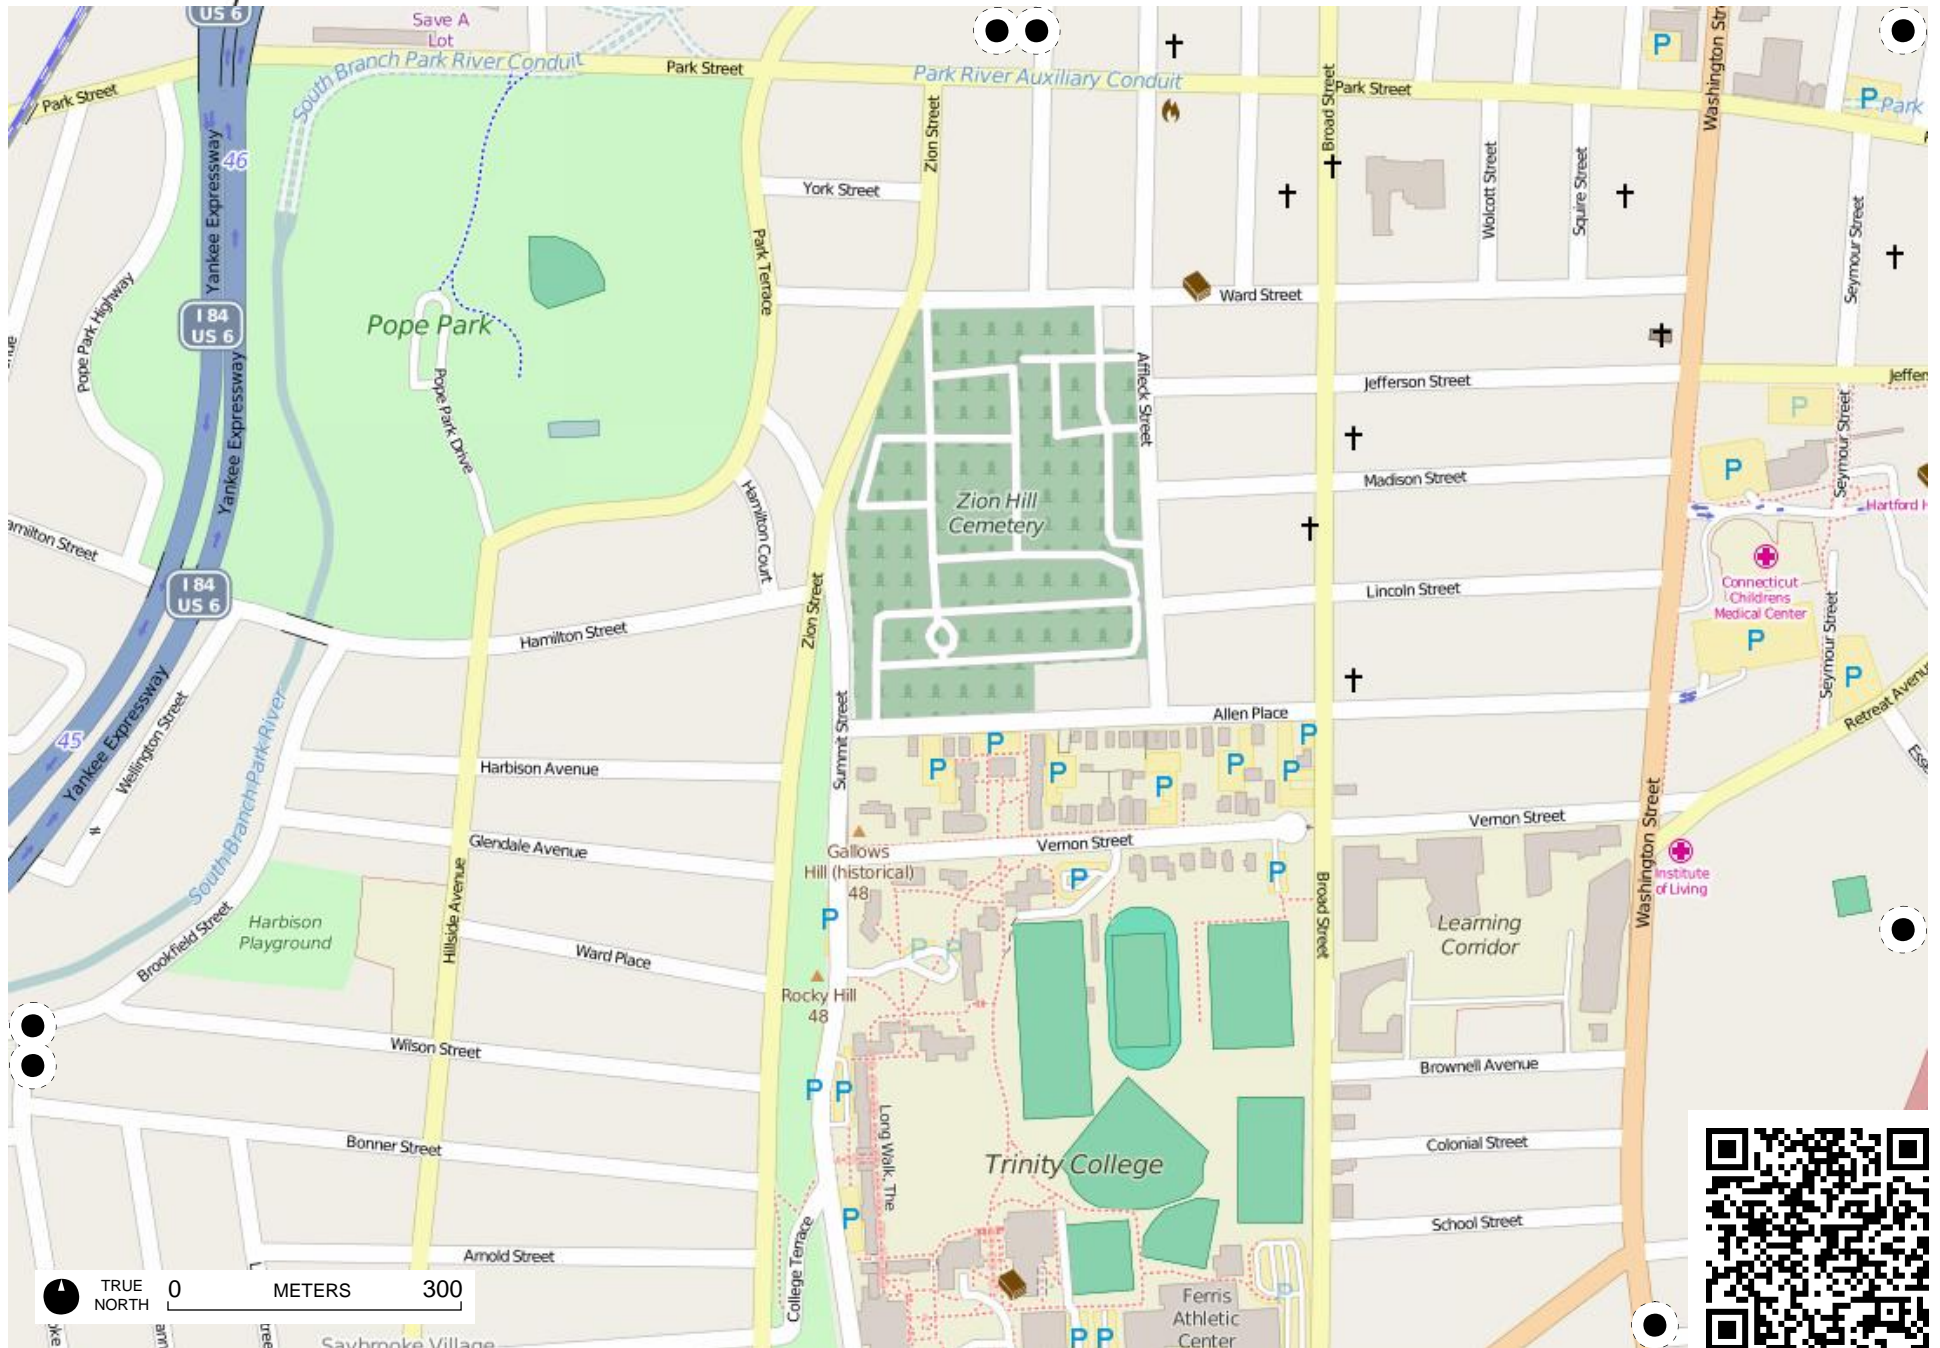 US 6
Save A
Lot
South Branch Park River Conduit
Park Street
Park River Auxiliary Conduit
Park Street
Park Street
Broad Street
Washington Str
P
P
Park
46
Yankee Expressway
Zion Street
York Street
Wolcott Street
Squire Street
Seymour Street
Pope Park Highway
Park Terrace
Ward Street
I 84
US 6
Pope Park
Pope Park Drive
Yankee Expressway
Affleck Street
Jefferson Street
Jeffer
P
Seymour Street
Madison Street
P
Hamilton Court
Zion Hill
Cemetery
Hartford H
amilton Street
I 84
US 6
Zion Street
Lincoln Street
Connecticut
Childrens
Medical Center
P
Seymour Street
P
Hamilton Street
Retreat Avenu
Esse
45
Yankee Expressway
Wellington Street
South Branch Park River
Summit Street
Allen Place
P
P
P
P
P
P
P
Harbison Avenue
Glendale Avenue
Vernon Street
Vernon Street
Washington Street
Gallows
Hill (historical)
48
P
P
P
Institute
of Living
Hillside Avenue
Harbison
Playground
Brookfield Street
Ward Place
P
P
Broad Street
Learning
Corridor
Rocky Hill
48
Wilson Street
P
P
Brownell Avenue
Long Walk, The
Bonner Street
Colonial Street
Trinity College
P
School Street
Arnold Street
College Terrace
P
Ferris
Athletic
Center
P
P
TRUE
NORTH
0
METERS
300
Saybrooke Village